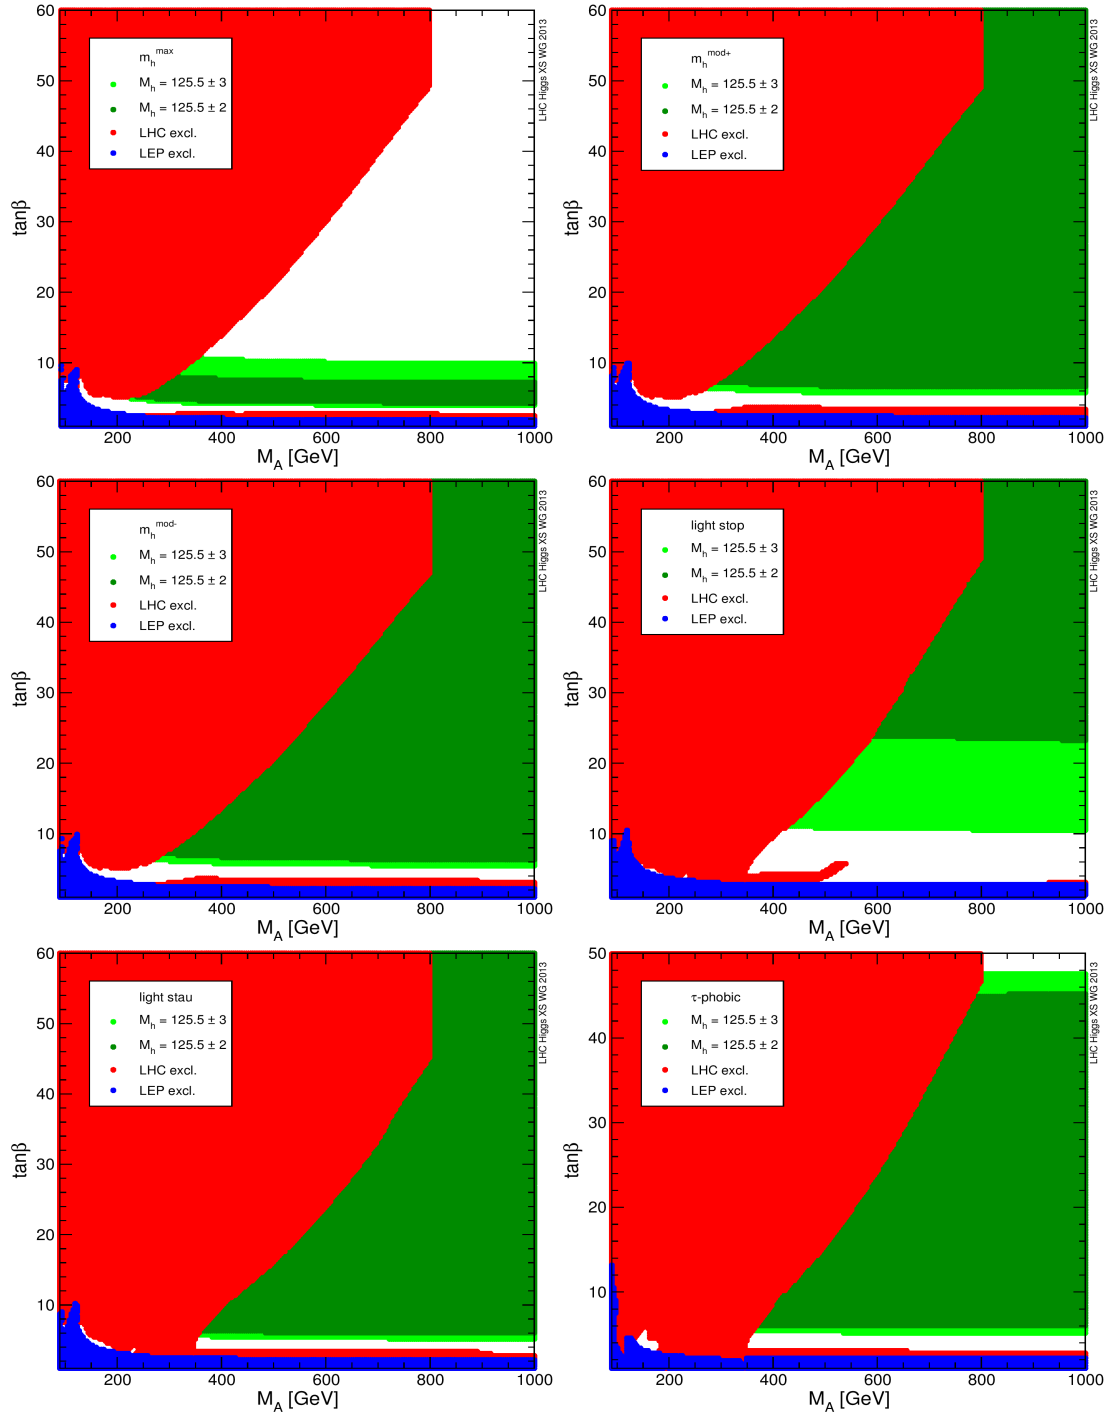 m_h^max
M_h = 125.5 ± 3
M_h = 125.5 ± 2
LHC excl.
LEP excl.
60
50
40
30
20
10
tanβ
200
400
600
800
1000
M_A [GeV]
LHC Higgs XS WG 2013
m_h^mod+
M_h = 125.5 ± 3
M_h = 125.5 ± 2
LHC excl.
LEP excl.
60
50
40
30
20
10
tanβ
200
400
600
800
1000
M_A [GeV]
LHC Higgs XS WG 2013
m_h^mod-
M_h = 125.5 ± 3
M_h = 125.5 ± 2
LHC excl.
LEP excl.
60
50
40
30
20
10
tanβ
200
400
600
800
1000
M_A [GeV]
LHC Higgs XS WG 2013
light stop
M_h = 125.5 ± 3
M_h = 125.5 ± 2
LHC excl.
LEP excl.
60
50
40
30
20
10
tanβ
200
400
600
800
1000
M_A [GeV]
LHC Higgs XS WG 2013
light stau
M_h = 125.5 ± 3
M_h = 125.5 ± 2
LHC excl.
LEP excl.
60
50
40
30
20
10
tanβ
200
400
600
800
1000
M_A [GeV]
LHC Higgs XS WG 2013
τ-phobic
M_h = 125.5 ± 3
M_h = 125.5 ± 2
LHC excl.
LEP excl.
50
40
30
20
10
tanβ
200
400
600
800
1000
M_A [GeV]
LHC Higgs XS WG 2013